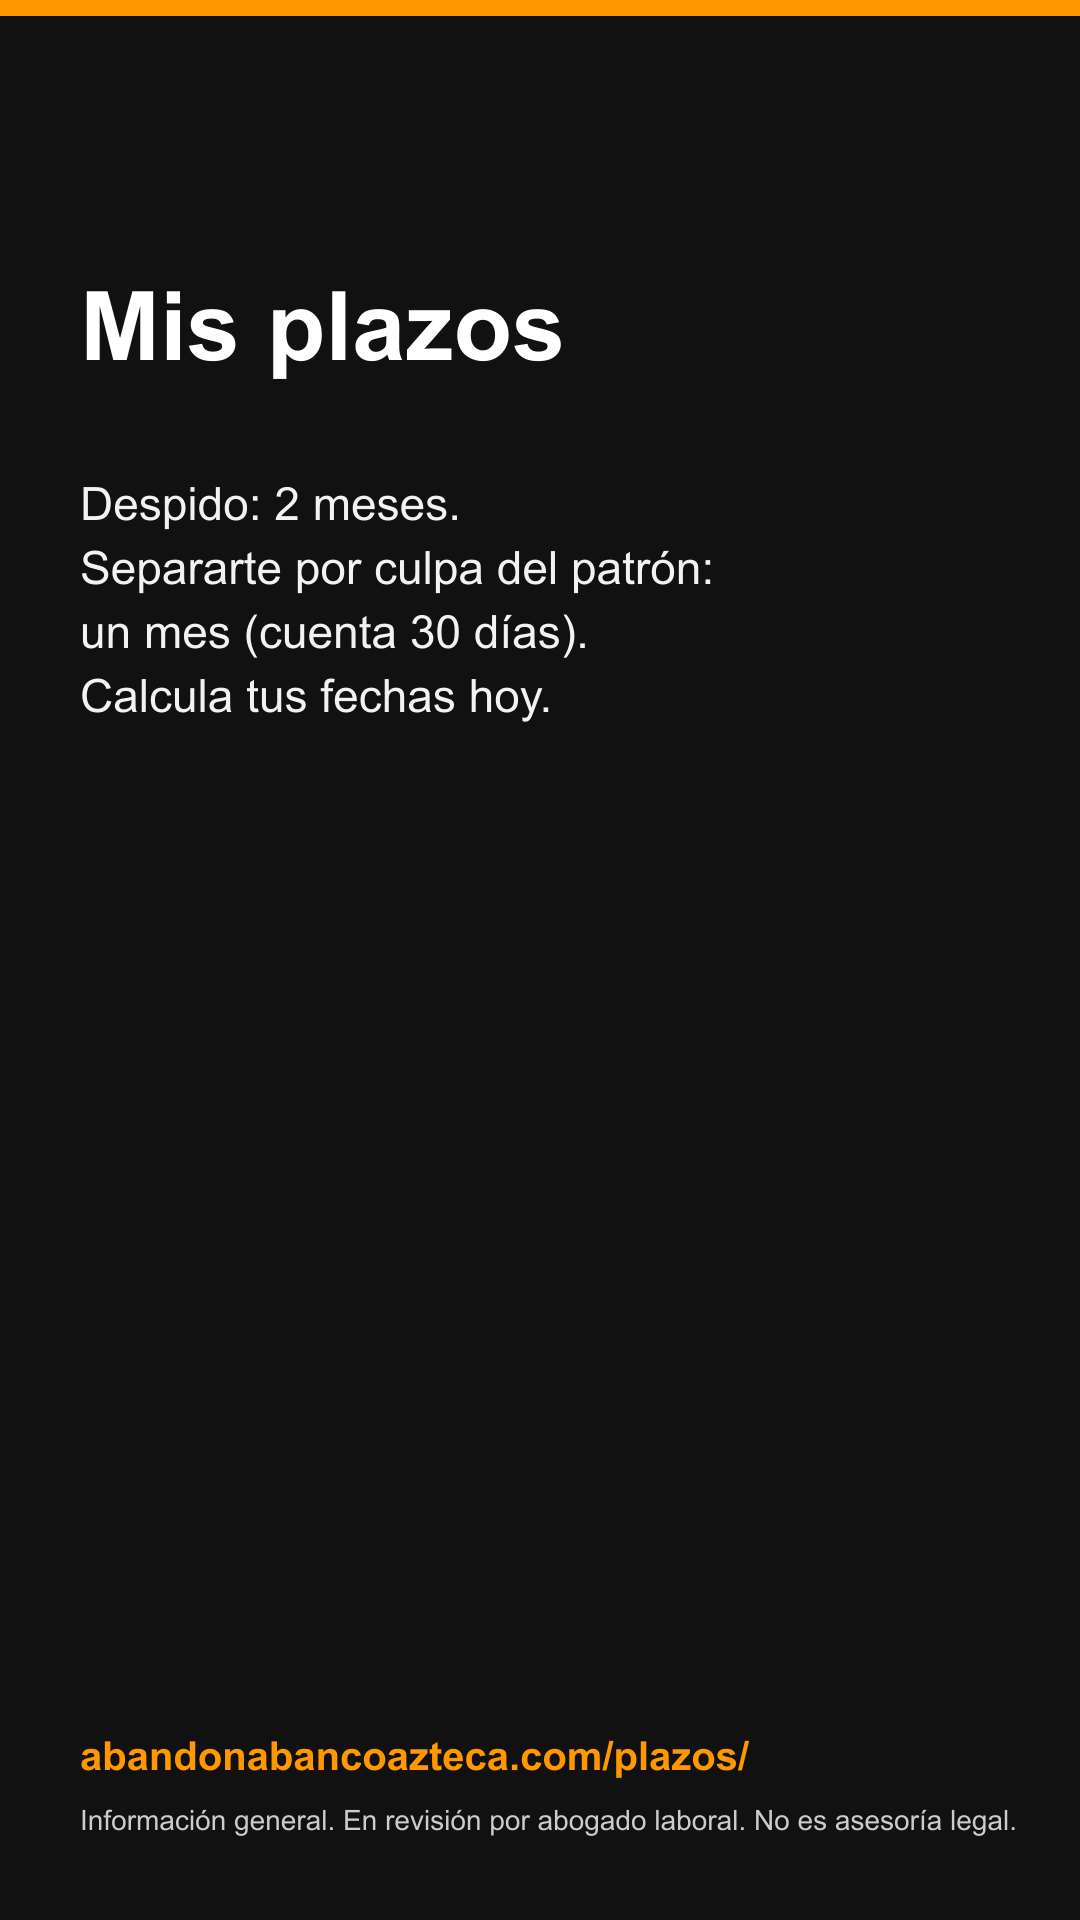 Mis plazos
Despido: 2 meses.
Separarte por culpa del patrón:
un mes (cuenta 30 días).
Calcula tus fechas hoy.
abandonabancoazteca.com/plazos/
Información general. En revisión por abogado laboral. No es asesoría legal.